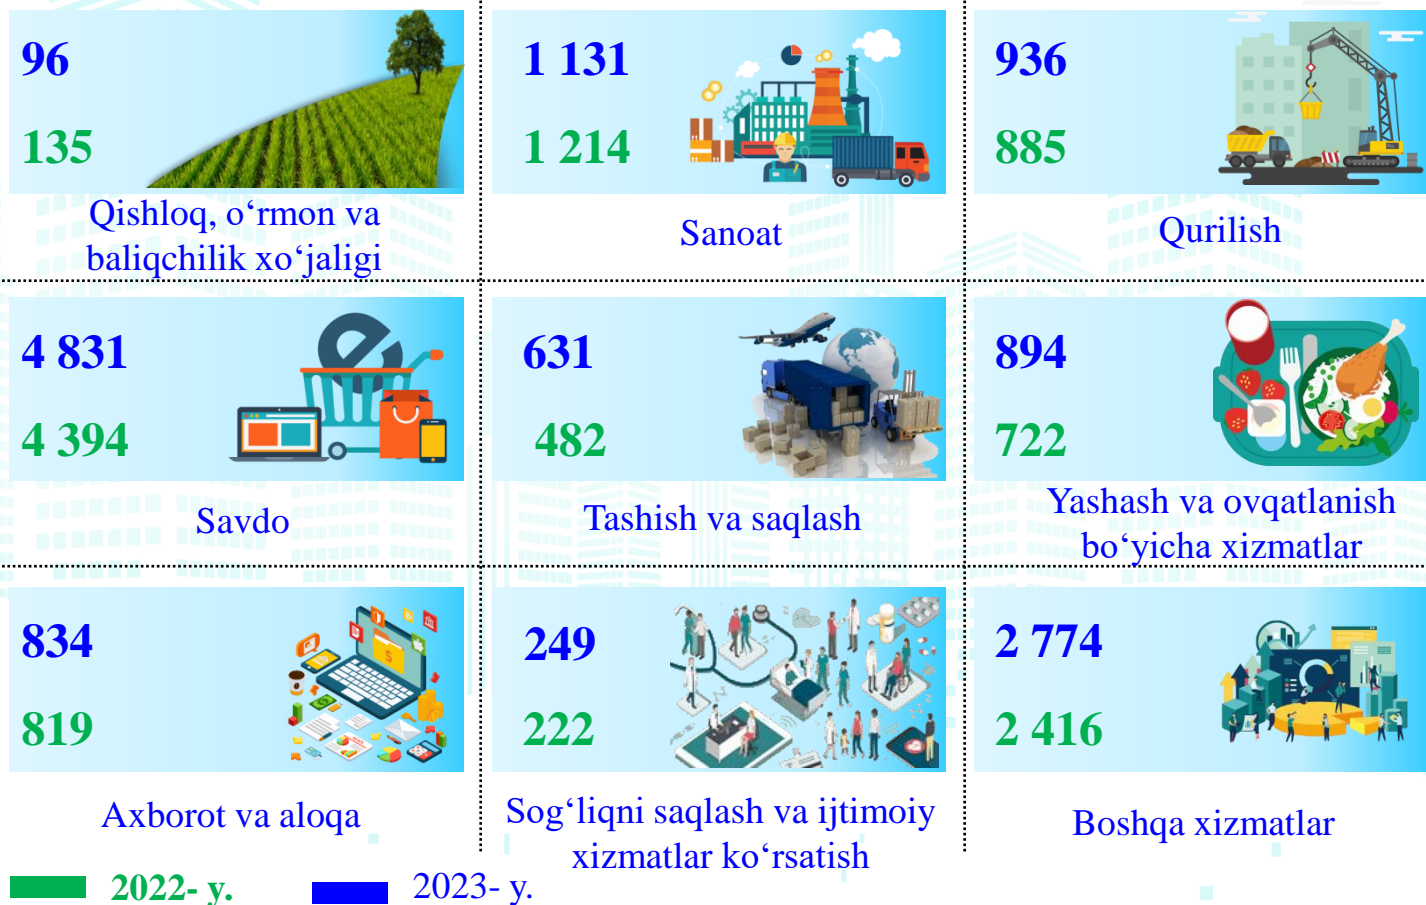 96
135
Qishloq, o‘rmon va
baliqchilik xo‘jaligi
1 131
1 214
Sanoat
936
885
Qurilish
4 831
4 394
Savdo
631
482
Tashish va saqlash
894
722
Yashash va ovqatlanish
bo‘yicha xizmatlar
834
819
Axborot va aloqa
249
222
Sog‘liqni saqlash va ijtimoiy
xizmatlar ko‘rsatish
2 774
2 416
Boshqa xizmatlar
2022- y.
2023- y.